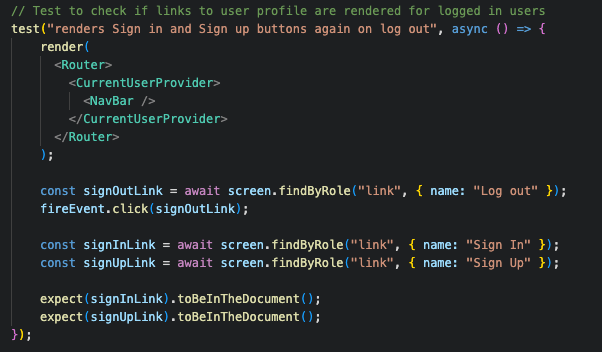 // Test to check if links to user profile are rendered for logged in users
test("renders Sign in and Sign up buttons again on log out", async () => {
    render(
      <Router>
        <CurrentUserProvider>
          <NavBar />
        </CurrentUserProvider>
      </Router>
    );

    const signOutLink = await screen.findByRole("link", { name: "Log out" });
    fireEvent.click(signOutLink);

    const signInLink = await screen.findByRole("link", { name: "Sign In" });
    const signUpLink = await screen.findByRole("link", { name: "Sign Up" });

    expect(signInLink).toBeInTheDocument();
    expect(signUpLink).toBeInTheDocument();
});